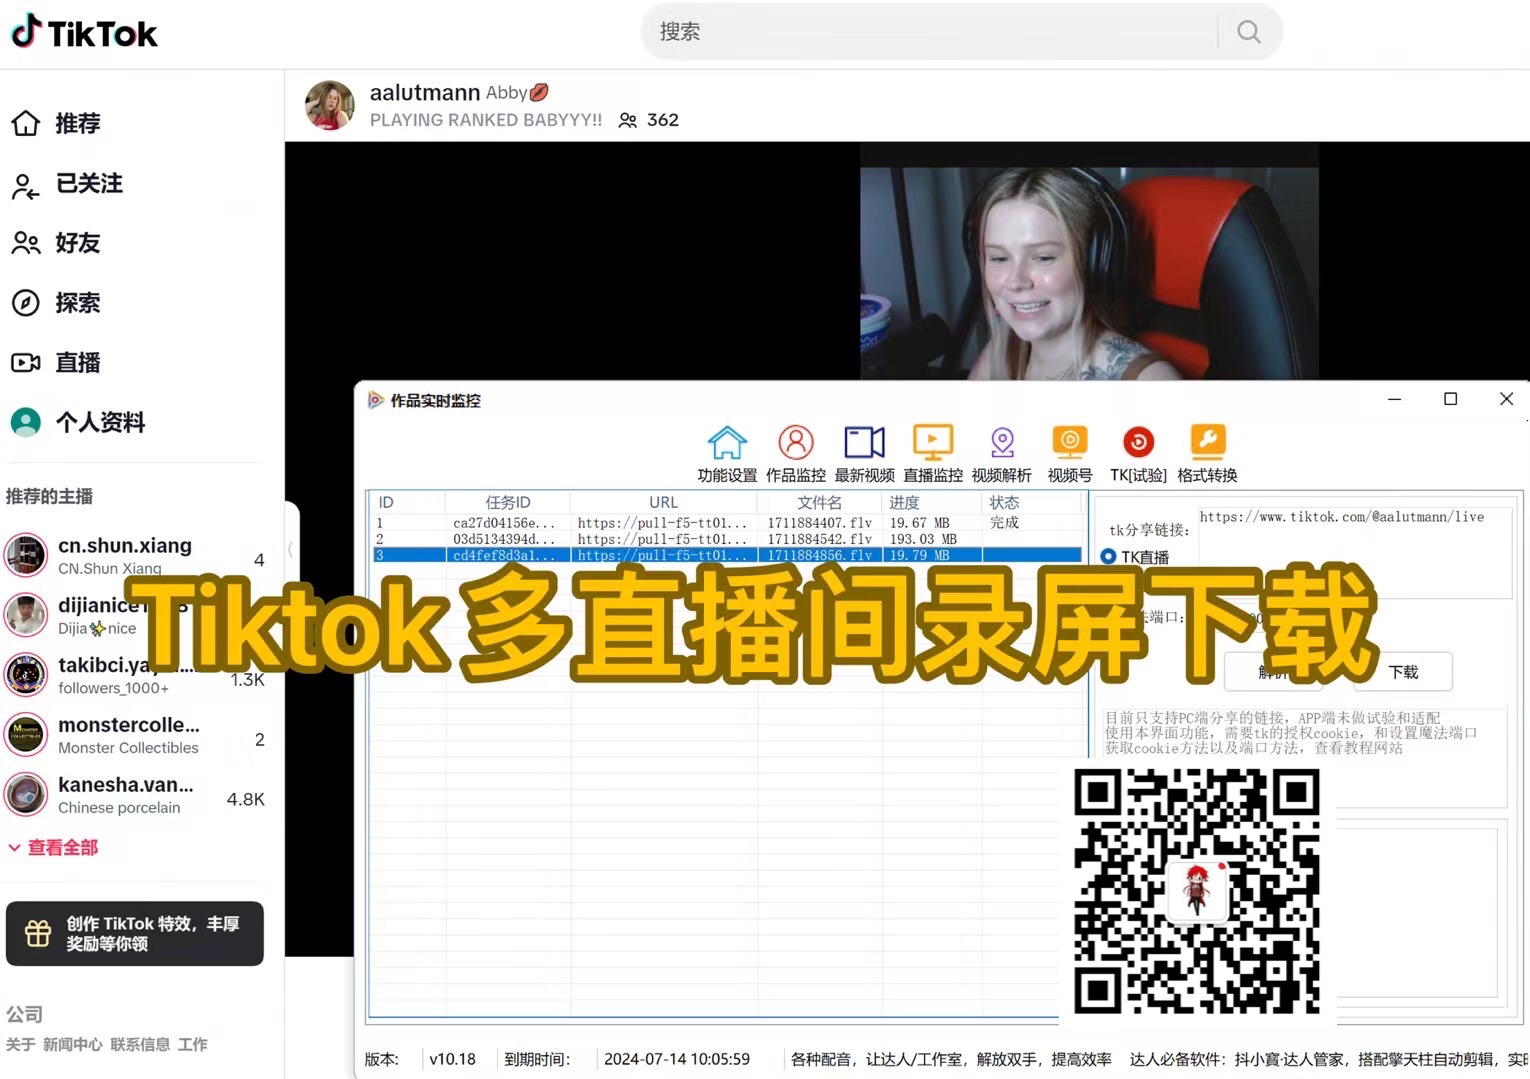 TikTok
搜索
aalutmann Abby
PLAYING RANKED BABYYY!! 362
推荐
已关注
好友
探索
直播
个人资料
推荐的主播
cn.shun.xiang
CN.Shun Xiang
4
dijianice
Dijia nice
takibci.ya
followers_1000+
1.3K
monstercolle...
Monster Collectibles
2
kanesha.van...
Chinese porcelain
4.8K
查看全部
创作 TikTok 特效，丰厚
奖励等你领
公司
关于 新闻中心 联系信息 工作
作品实时监控
功能设置 作品监控 最新视频 直播监控 视频解析 视频号 TK[试验] 格式转换
ID 任务ID URL 文件名 进度 状态
1 ca27d04156e... https://pull-f5-tt01... 1711884407.flv 19.67 MB 完成
2 03d5134394d... https://pull-f5-tt01... 1711884542.flv 193.03 MB
3 cd4fef8d3a1... https://pull-f5-tt01... 1711884856.flv 19.79 MB
tk分享链接：
https://www.tiktok.com/@aalutmann/live
TK直播
端口：
Tiktok多直播间录屏下载
下载
目前只支持PC端分享的链接，APP端未做试验和适配
使用本界面功能，需要tk的授权cookie，和设置魔法端口
获取cookie方法以及端口方法，查看教程网站
版本： v10.18 到期时间： 2024-07-14 10:05:59 各种配音，让达人/工作室，解放双手，提高效率 达人必备软件：抖小寳·达人管家，搭配擎天柱自动剪辑，实